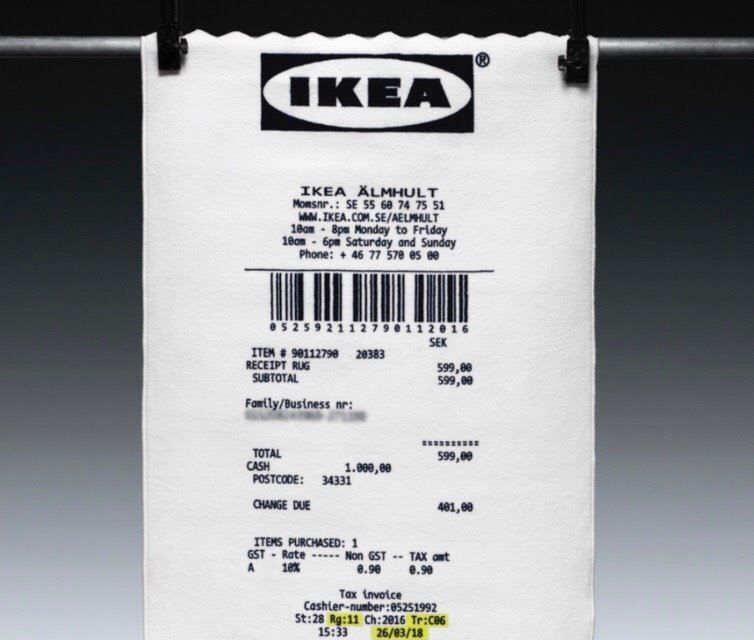 IKEA®
IKEA ÄLMHULT
Momsnr.: SE 55 60 74 75 51
WWW.IKEA.COM.SE/AELMHULT
10am - 8pm Monday to Friday
10am - 6pm Saturday and Sunday
Phone: + 46 77 570 05 00
052592112790112016
SEK
ITEM # 90112790 20383
RECEIPT RUG 599,00
SUBTOTAL 599,00
Family/Business nr:
==========
TOTAL 599,00
CASH 1.000,00
POSTCODE: 34331
CHANGE DUE 401,00
ITEMS PURCHASED: 1
GST - Rate ----- Non GST -- TAX amt
A 10% 0.90 0.90
Tax invoice
Cashier-number:05251992
St:28 Rg:11 Ch:2016 Tr:C06
15:33 26/03/18